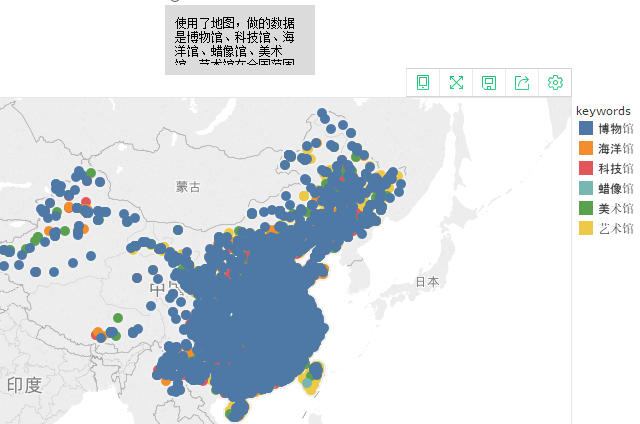 使用了地图，做的数据
是博物馆、科技馆、海
洋馆、蜡像馆、美术
馆、艺术馆在全国范围
keywords
博物馆
海洋馆
科技馆
蜡像馆
美术馆
艺术馆
蒙古
中
日本
印度